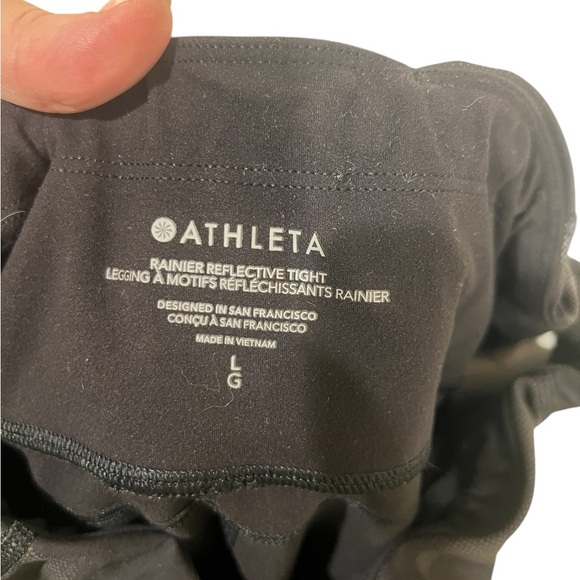 ATHLETA
RAINIER REFLECTIVE TIGHT
LEGGING À MOTIFS RÉFLÉCHISSANTS RAINIER
DESIGNED IN SAN FRANCISCO
CONÇU À SAN FRANCISCO
MADE IN VIETNAM
L
G